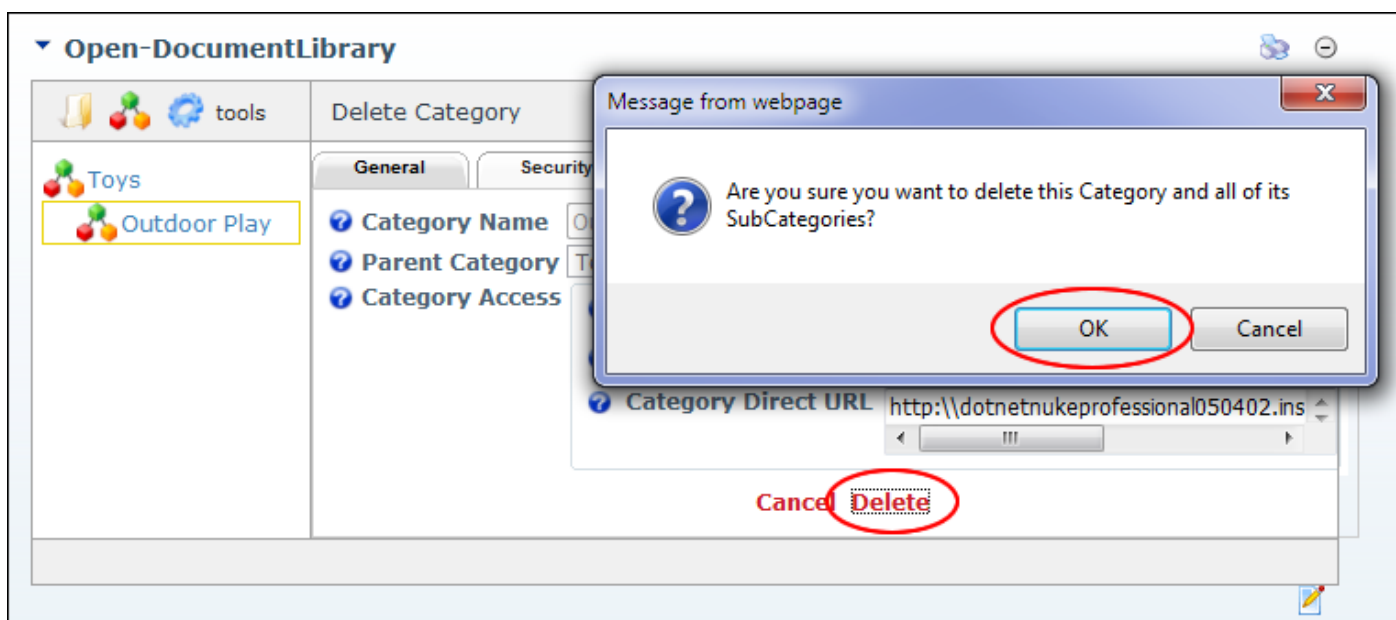 Open-DocumentLibrary
tools
Delete Category
Message from webpage
Toys
Outdoor Play
General
Security
Category Name
Parent Category
Category Access
Are you sure you want to delete this Category and all of its
SubCategories?
OK
Cancel
Category Direct URL
http:\\dotnetnukeprofessional050402.ins
Cancel Delete